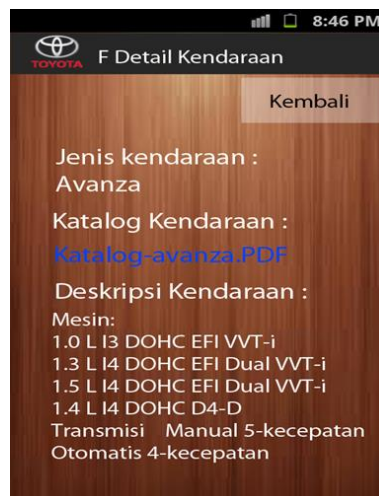 8:46 PM
TOYOTA
F Detail Kendaraan
Kembali
Jenis kendaraan :
Avanza
Katalog Kendaraan :
Katalog-avanza.PDF
Deskripsi Kendaraan :
Mesin:
1.0 L I3 DOHC EFI VVT-i
1.3 L I4 DOHC EFI Dual VVT-i
1.5 L I4 DOHC EFI Dual VVT-i
1.4 L I4 DOHC D4-D
Transmisi Manual 5-kecepatan
Otomatis 4-kecepatan